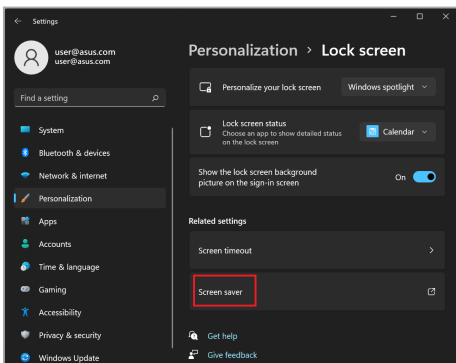 Settings
user@asus.com
user@asus.com
Find a setting
System
Bluetooth & devices
Network & internet
Personalization
Apps
Accounts
Time & language
Gaming
Accessibility
Privacy & security
Windows Update
Personalization > Lock screen
Personalize your lock screen
Windows spotlight
Lock screen status
Choose an app to show detailed status
on the lock screen
Calendar
Show the lock screen background
picture on the sign-in screen
On
Related settings
Screen timeout
Screen saver
Get help
Give feedback